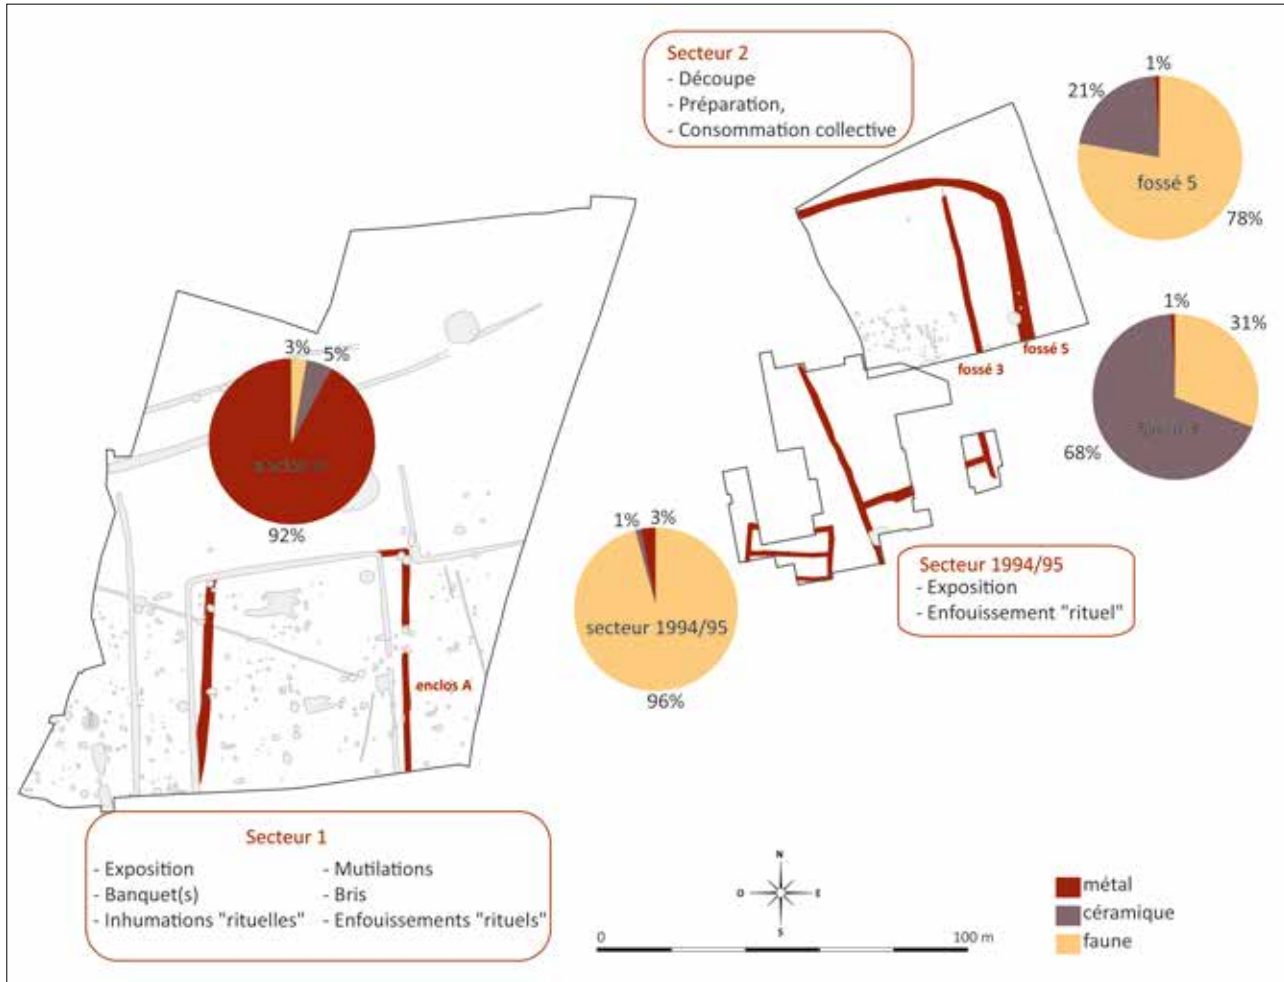 Secteur 2
- Découpe
- Préparation,
- Consommation collective
1%
21%
fossé 5
78%
1%
31%
68%
fossé 5
fossé 3
3%
5%
92%
enclos A
1%
3%
secteur 1994/95
96%
Secteur 1994/95
- Exposition
- Enfouissement "rituel"
Secteur 1
- Exposition
- Banquet(s)
- Inhumations "rituelles"
- Mutilations
- Bris
- Enfouissements "rituels"
N
O
E
S
0
100 m
métal
céramique
faune